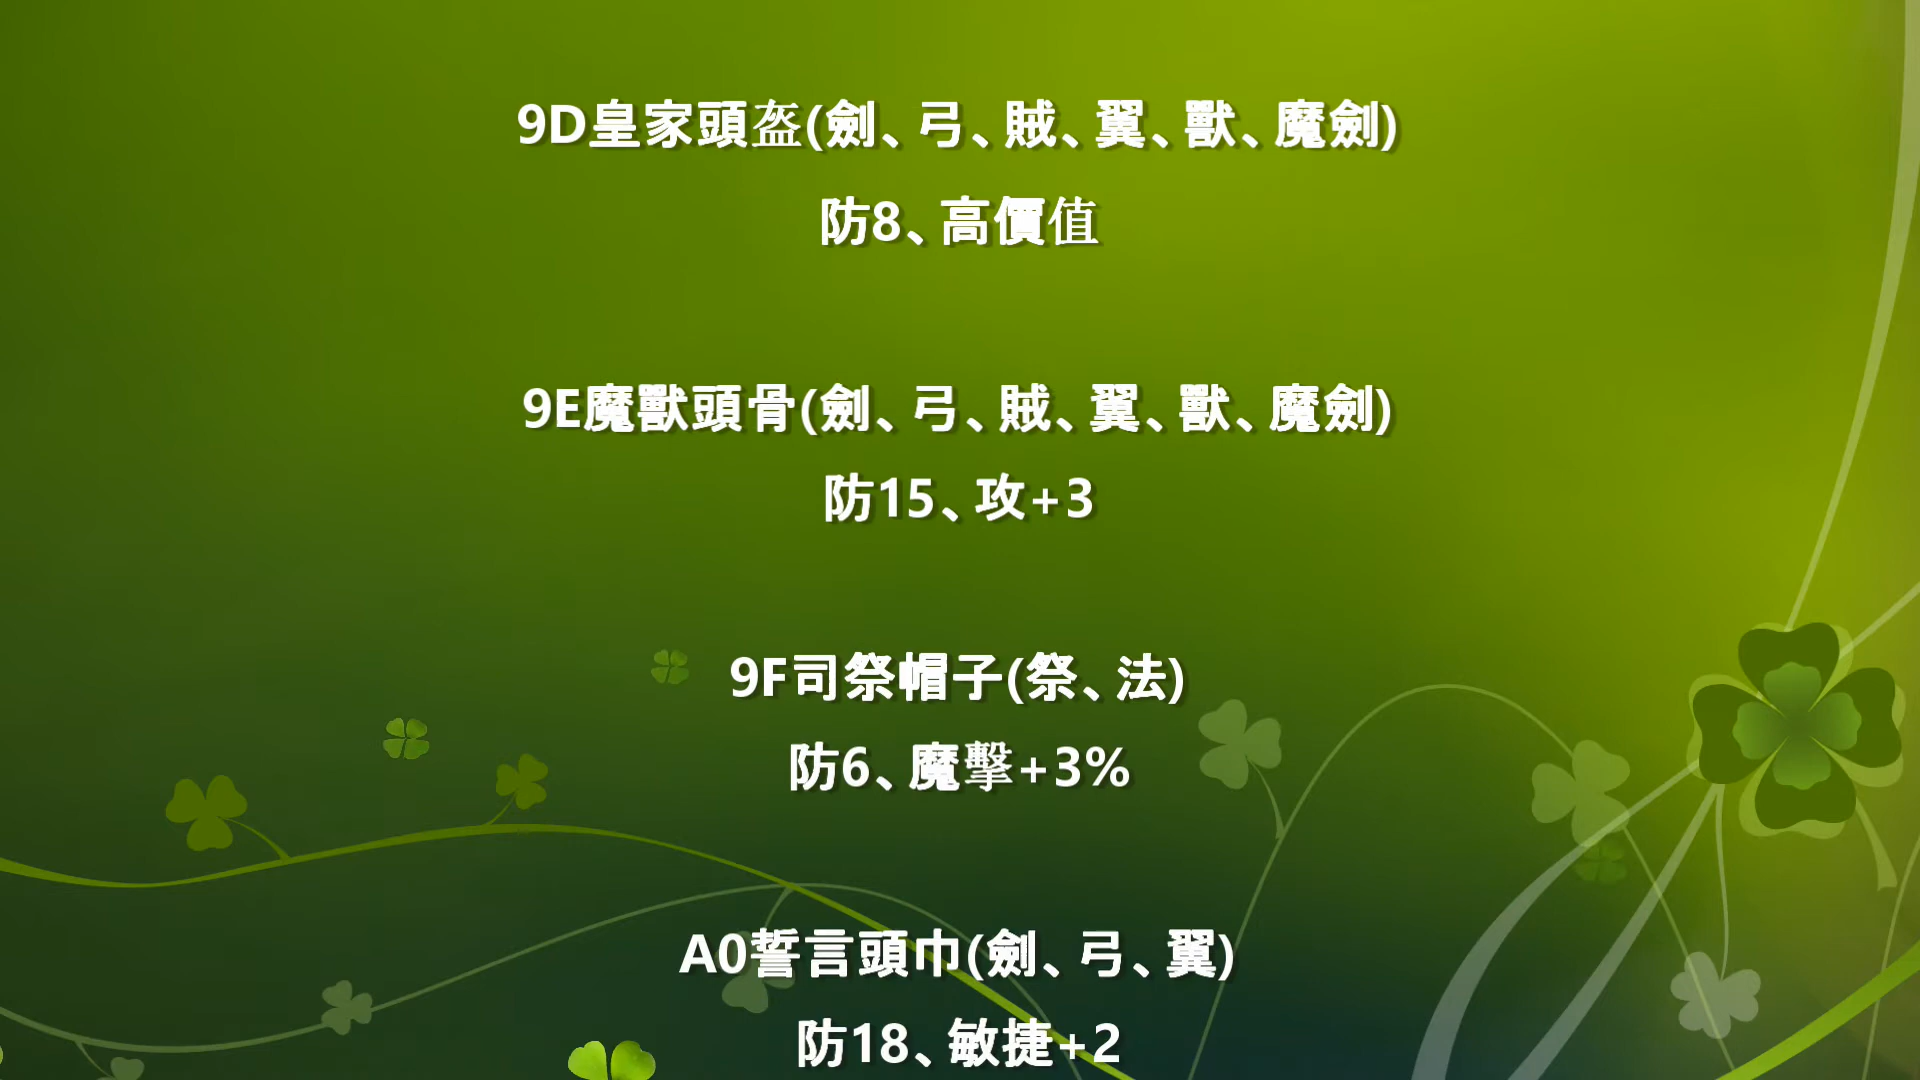 9D皇家頭盔(劍、弓、賊、翼、獸、魔劍)
防8、高價值
9E魔獸頭骨(劍、弓、賊、翼、獸、魔劍)
防15、攻+3
9F司祭帽子(祭、法)
防6、魔擊+3%
A0誓言頭巾(劍、弓、翼)
防18、敏捷+2